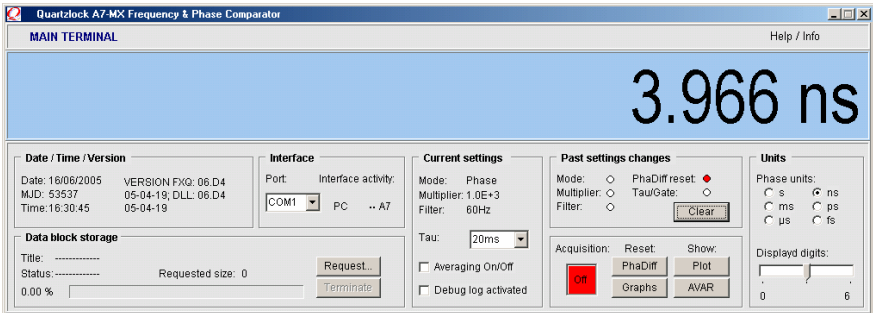 Quartzlock A7-MX Frequency & Phase Comparator
MAIN TERMINAL Help / Info
3.966 ns
Date / Time / Version
Date: 16/06/2005 VERSION FXQ: 06.D4
MJD: 53537 05-04-19; DLL: 06.D4
Time:16:30:45 05-04-19
Interface
Port: Interface activity:
COM1 PC .. A7
Current settings
Mode: Phase
Multiplier: 1.0E+3
Filter: 60Hz
Tau: 20ms
Averaging On/Off
Debug log activated
Past settings changes
Mode: PhaDiff reset:
Multiplier: Tau/Gate:
Filter: Clear
Units
Phase units:
s ns
ms ps
µs fs
Displayd digits:
0 6
Data block storage
Title: -------------
Status:-------------
Requested size: 0
Request...
0.00 % Terminate
Acquisition: Reset: Show:
Off PhaDiff Plot
Graphs AVAR